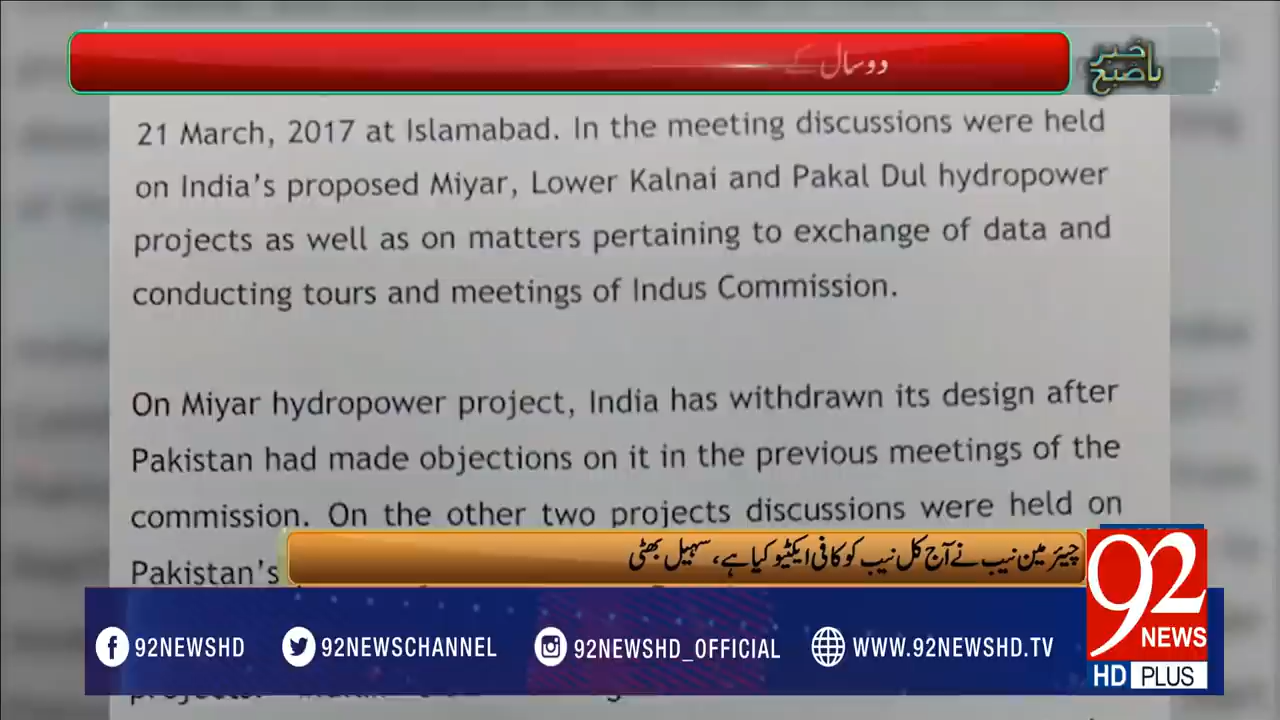 دو سال کے
باخبر صبح
21 March, 2017 at Islamabad. In the meeting discussions were held
on India's proposed Miyar, Lower Kalnai and Pakal Dul hydropower
projects as well as on matters pertaining to exchange of data and
conducting tours and meetings of Indus Commission.
On Miyar hydropower project, India has withdrawn its design after
Pakistan had made objections on it in the previous meetings of the
commission. On the other two projects discussions were held on
Pakistan's
چیئرمین نیب نے آج کل نیب کو کافی ایکٹیو کیا ہے، سہیل بھٹی
92NEWSHD
92NEWSCHANNEL
92NEWSHD_OFFICIAL
WWW.92NEWSHD.TV
92
NEWS
HD PLUS